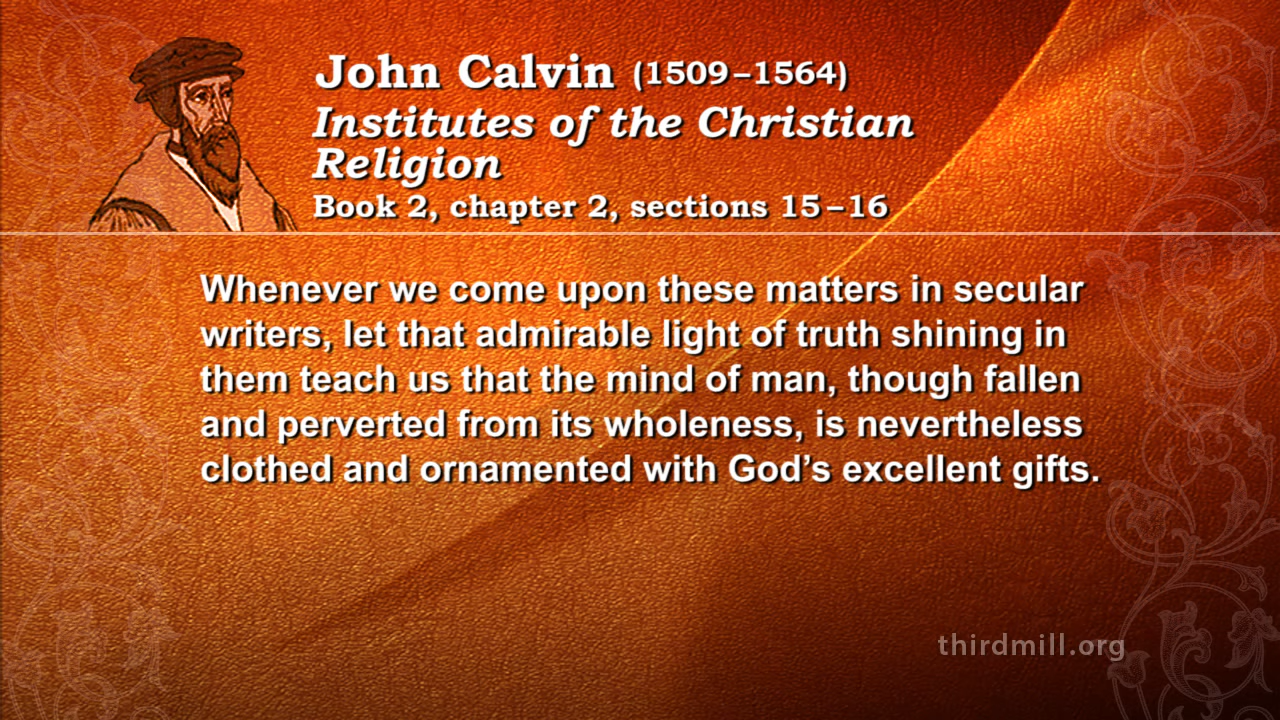 John Calvin (1509–1564)
Institutes of the Christian
Religion
Book 2, chapter 2, sections 15–16
Whenever we come upon these matters in secular
writers, let that admirable light of truth shining in
them teach us that the mind of man, though fallen
and perverted from its wholeness, is nevertheless
clothed and ornamented with God’s excellent gifts.
thirdmill.org